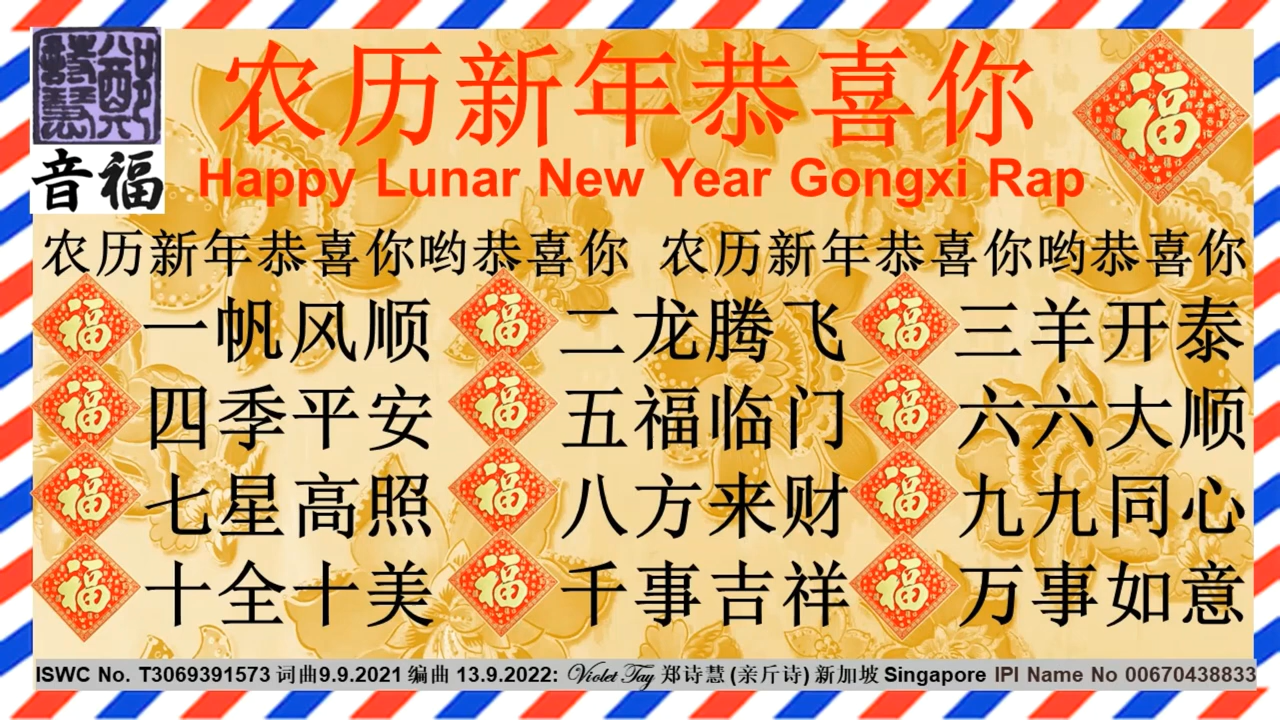 鄭詩慧
音福
农历新年恭喜你
福
Happy Lunar New Year Gongxi Rap
农历新年恭喜你哟恭喜你 农历新年恭喜你哟恭喜你
福 一帆风顺 福 二龙腾飞 福 三羊开泰
福 四季平安 福 五福临门 福 六六大顺
福 七星高照 福 八方来财 福 九九同心
福 十全十美 福 千事吉祥 福 万事如意
ISWC No. T3069391573 词曲9.9.2021 编曲 13.9.2022: Violet Tay 郑诗慧 (亲斤诗) 新加坡 Singapore IPI Name No 00670438833